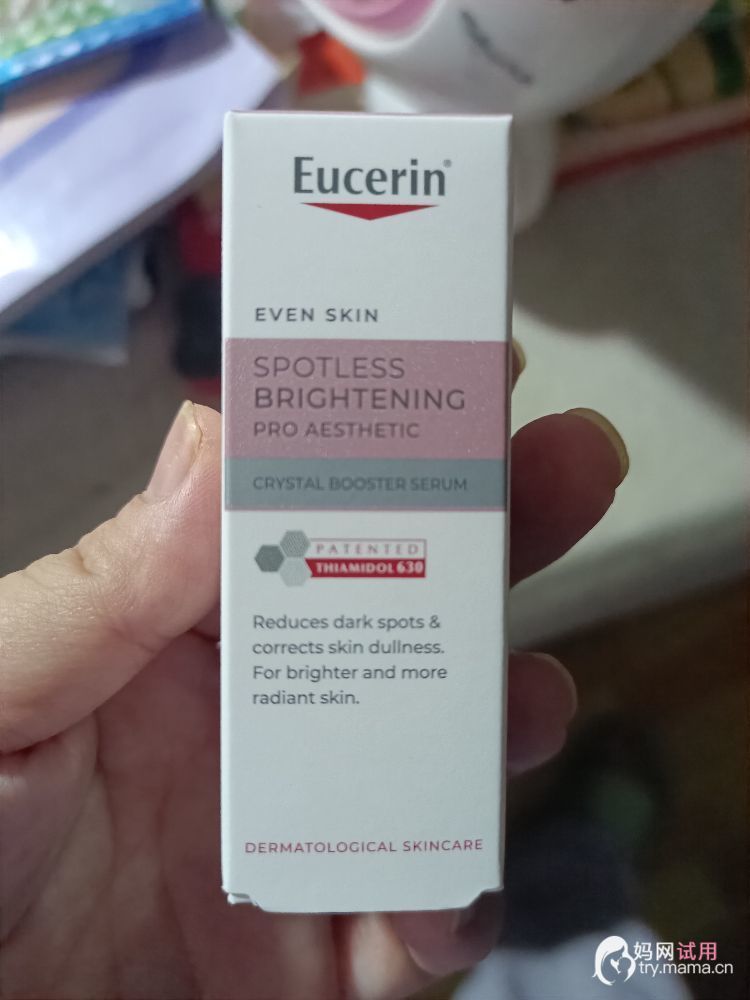 Eucerin®
EVEN SKIN
SPOTLESS
BRIGHTENING
PRO AESTHETIC
CRYSTAL BOOSTER SERUM
PATENTED
THIAMIDOL 630
Reduces dark spots &
corrects skin dullness.
For brighter and more
radiant skin.
DERMATOLOGICAL SKINCARE
妈网试用
try.mama.cn